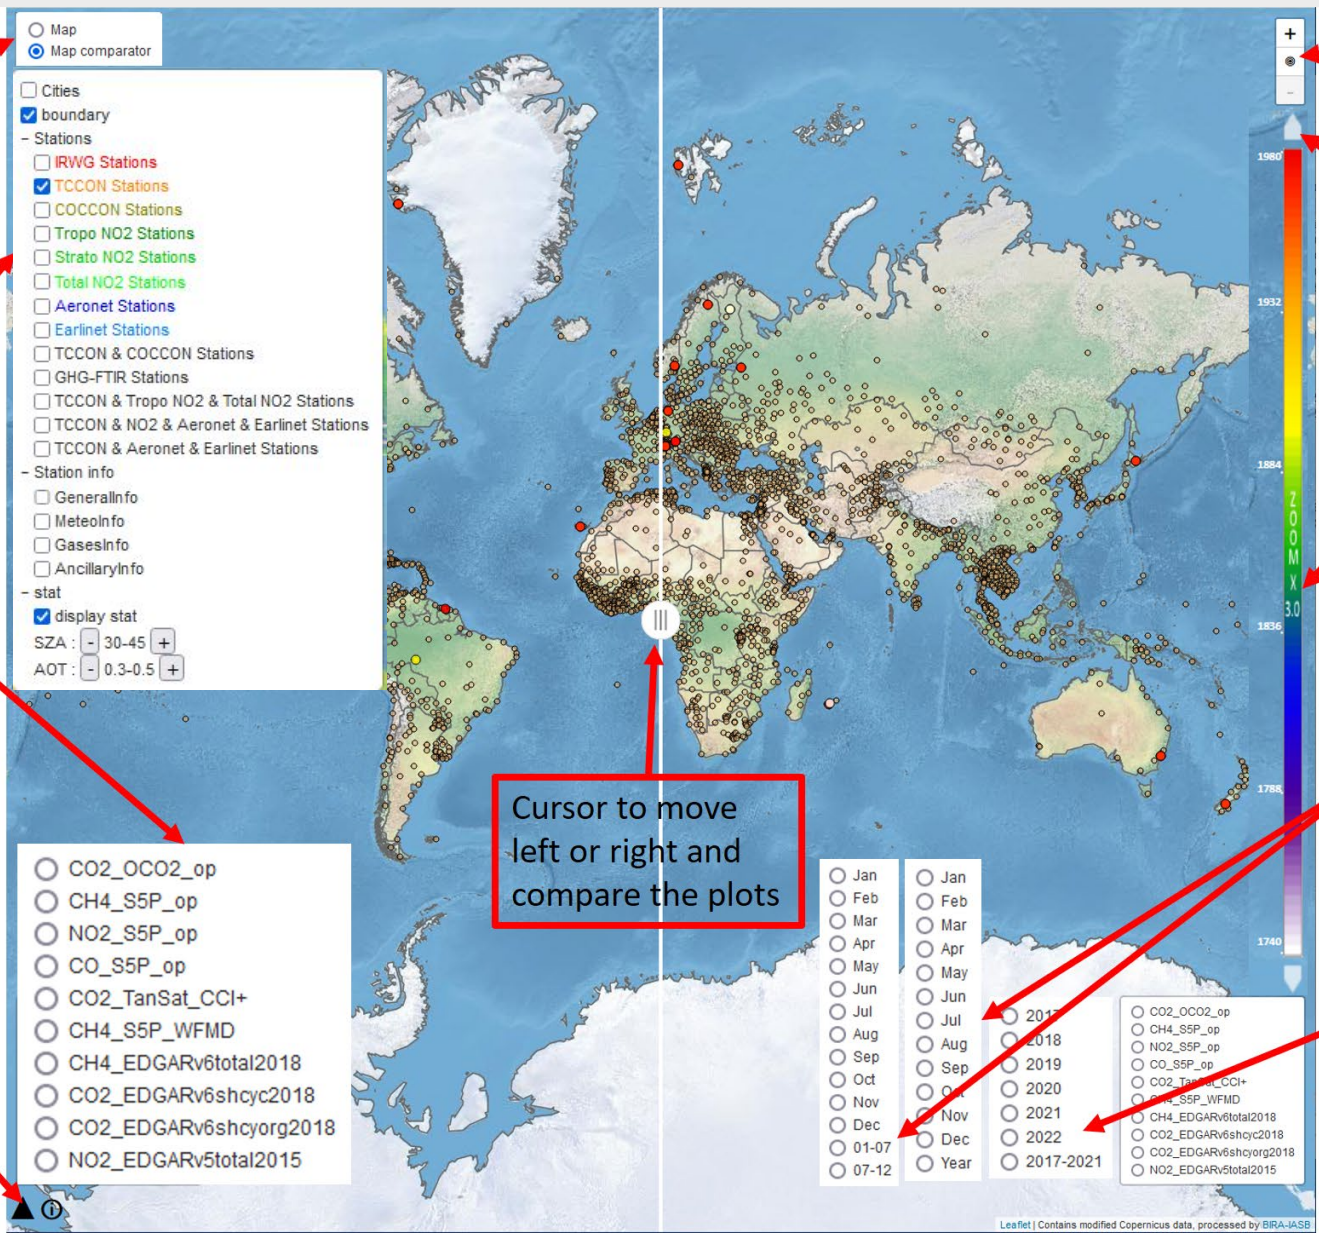 Map
Map comparator
Cities
boundary
− Stations
IRWG Stations
TCCON Stations
COCCON Stations
Tropo NO2 Stations
Strato NO2 Stations
Total NO2 Stations
Aeronet Stations
Earlinet Stations
TCCON & COCCON Stations
GHG-FTIR Stations
TCCON & Tropo NO2 & Total NO2 Stations
TCCON & NO2 & Aeronet & Earlinet Stations
TCCON & Aeronet & Earlinet Stations
− Station info
GeneralInfo
MeteoInfo
GasesInfo
AncillaryInfo
− stat
display stat
SZA : - 30-45 +
AOT : - 0.3-0.5 +
+
-
1980
1932
1884
ZOOM X 3.0
1836
1788
1740
Cursor to move
left or right and
compare the plots
CO2_OCO2_op
CH4_S5P_op
NO2_S5P_op
CO_S5P_op
CO2_TanSat_CCI+
CH4_S5P_WFMD
CH4_EDGARv6total2018
CO2_EDGARv6shcyc2018
CO2_EDGARv6shcyorg2018
NO2_EDGARv5total2015
Jan
Feb
Mar
Apr
May
Jun
Jul
Aug
Sep
Oct
Nov
Dec
01-07
07-12
Jan
Feb
Mar
Apr
May
Jun
Jul
Aug
Sep
Oct
Nov
Dec
Year
2017
2018
2019
2020
2021
2022
2017-2021
CO2_OCO2_op
CH4_S5P_op
NO2_S5P_op
CO_S5P_op
CO2_TanSat_CCI+
CH4_S5P_WFMD
CH4_EDGARv6total2018
CO2_EDGARv6shcyc2018
CO2_EDGARv6shcyorg2018
NO2_EDGARv5total2015
Leaflet | Contains modified Copernicus data, processed by BIRA-IASB